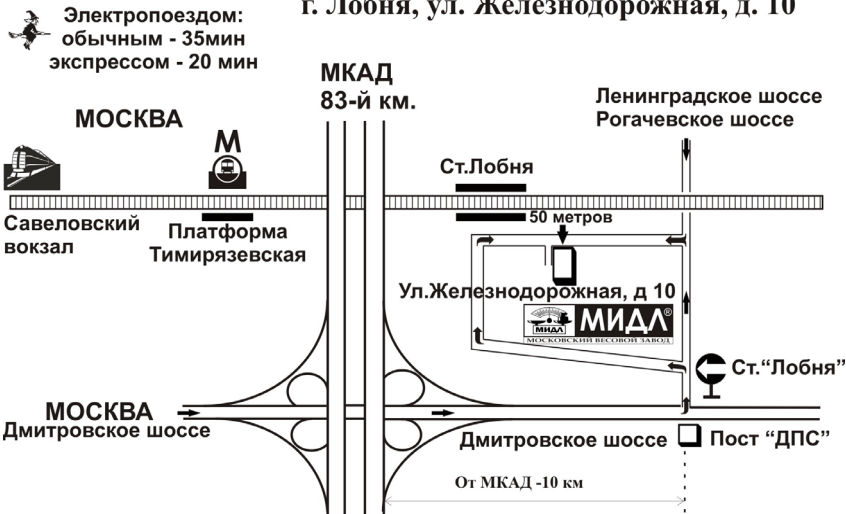 г. Лобня, ул. Железнодорожная, д. 10
Электропоездом:
обычным - 35мин
экспрессом - 20 мин
МКАД
83-й км.
Ленинградское шоссе
Рогачевское шоссе
МОСКВА
М
Ст.Лобня
Савеловский
вокзал
Платформа
Тимирязевская
50 метров
Ул.Железнодорожная, д 10
МИДЛ
МИДЛ®
МОСКОВСКИЙ ВЕСОВОЙ ЗАВОД
Ст.“Лобня”
МОСКВА
Дмитровское шоссе
Дмитровское шоссе
Пост “ДПС”
От МКАД -10 км